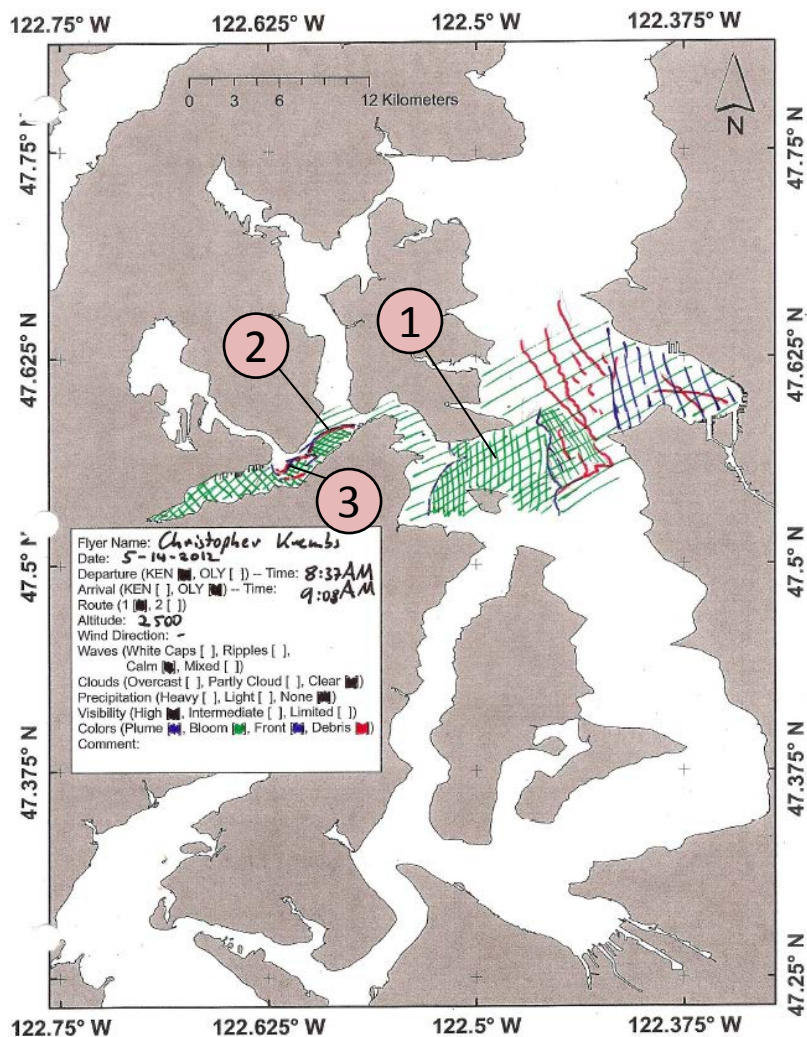 122.75° W 122.625° W 122.5° W 122.375° W
0 3 6 12 Kilometers
N
47.75° N 47.75° N
1
2
47.625° N 47.625° N
3
Flyer Name: Christopher Krembs
Date: 5-14-2012
Departure (KEN [ ], OLY [ ]) -- Time: 8:37AM
Arrival (KEN [ ], OLY [ ]) -- Time: 9:08AM
Route (1 [ ], 2 [ ])
Altitude: 2500
Wind Direction: -
Waves (White Caps [ ], Ripples [ ],
Calm [ ], Mixed [ ])
Clouds (Overcast [ ], Partly Cloud [ ], Clear [ ])
Precipitation (Heavy [ ], Light [ ], None [ ])
Visibility (High [ ], Intermediate [ ], Limited [ ])
Colors (Plume [ ], Bloom [ ], Front [ ], Debris [ ])
Comment:
47.5° N 47.5° N
47.375° N 47.375° N
47.25° N 47.25° N
122.75° W 122.625° W 122.5° W 122.375° W